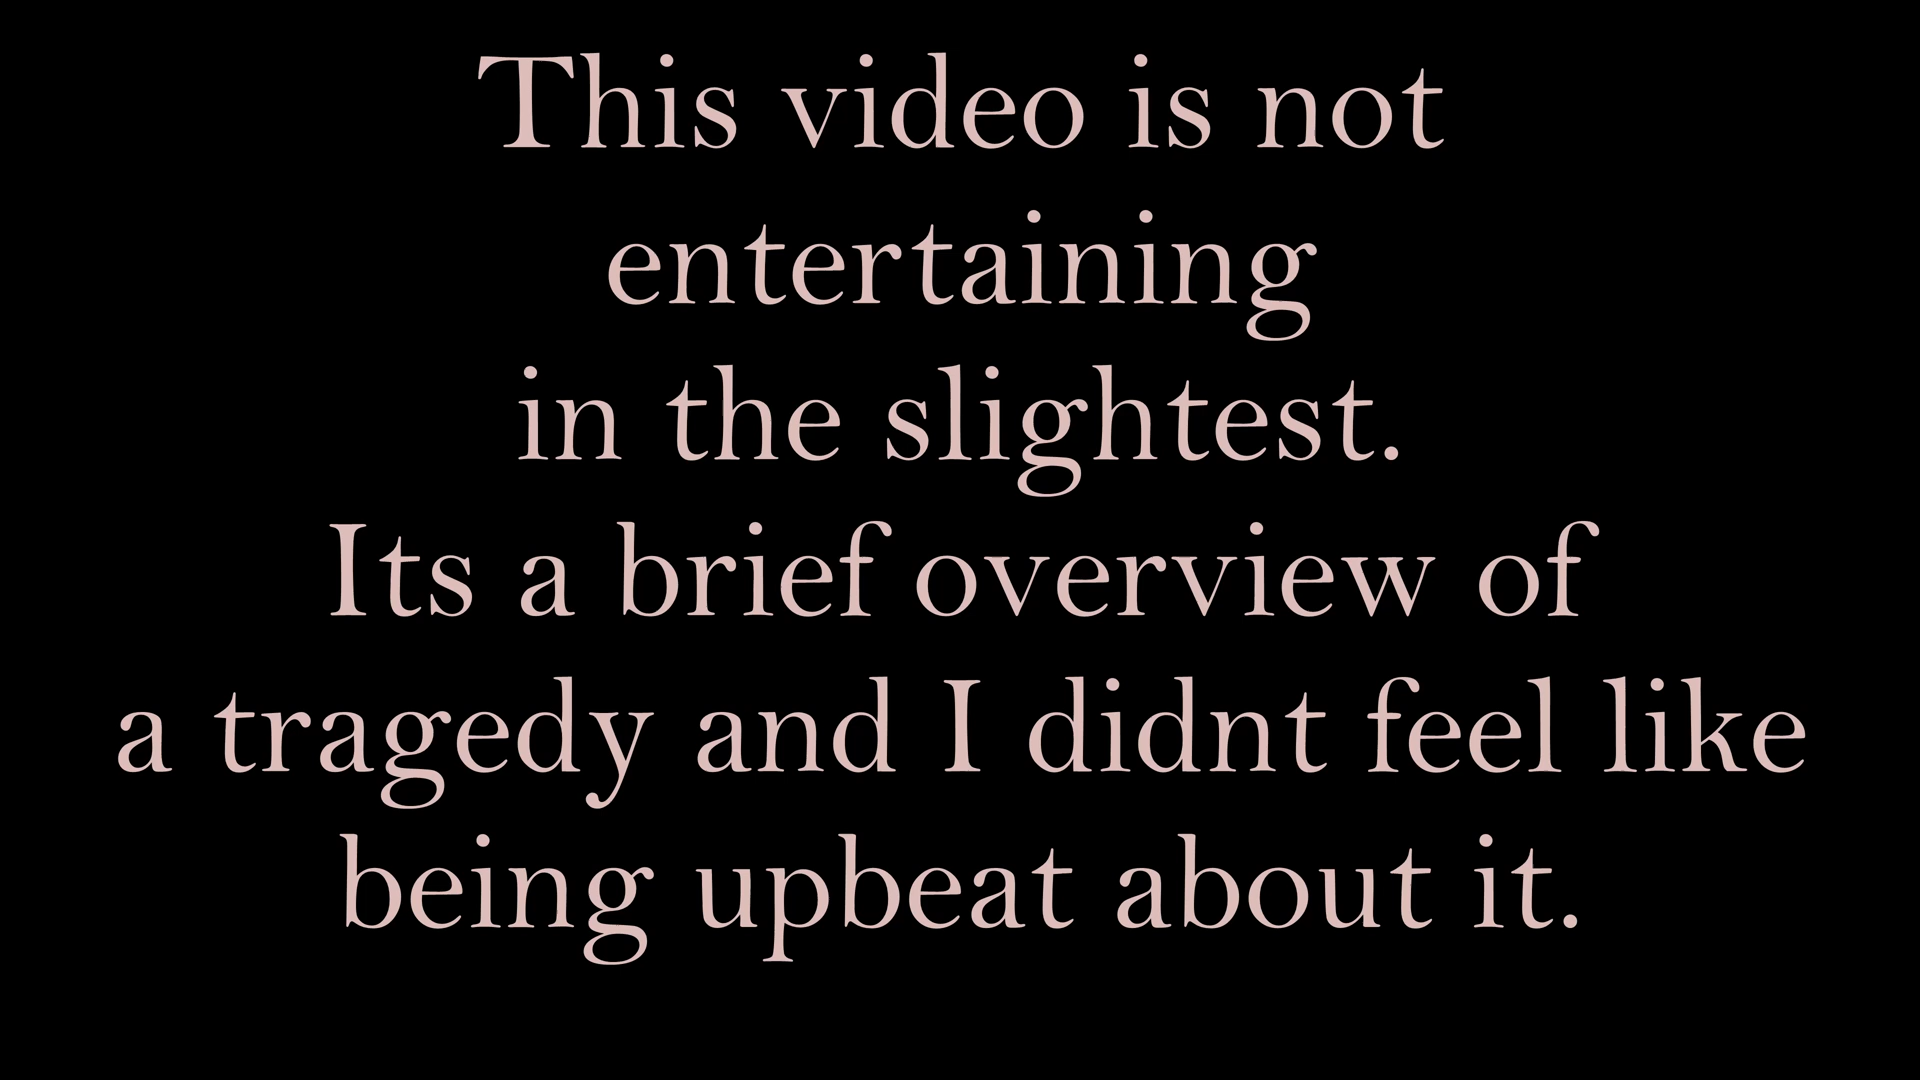 This video is not
entertaining
in the slightest.
Its a brief overview of
a tragedy and I didnt feel like
being upbeat about it.